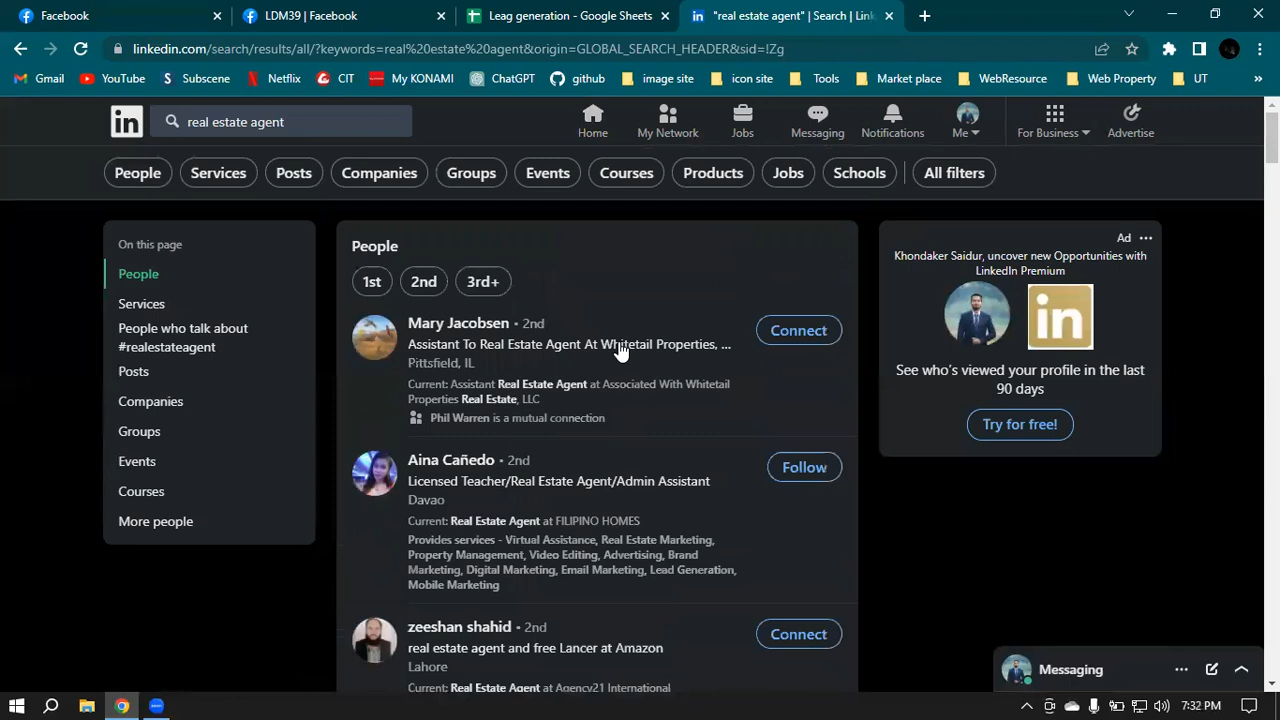 Facebook
LDM39 | Facebook
Leag generation - Google Sheets
"real estate agent" | Search | Link
linkedin.com/search/results/all/?keywords=real%20estate%20agent&origin=GLOBAL_SEARCH_HEADER&sid=!Zg
Gmail
YouTube
Subscene
Netflix
CIT
My KONAMI
ChatGPT
github
image site
icon site
Tools
Market place
WebResource
Web Property
UT
»
in
real estate agent
Home
My Network
Jobs
Messaging
Notifications
Me
For Business
Advertise
People
Services
Posts
Companies
Groups
Events
Courses
Products
Jobs
Schools
All filters
On this page
People
Services
People who talk about
#realestateagent
Posts
Companies
Groups
Events
Courses
More people
People
1st
2nd
3rd+
Mary Jacobsen • 2nd
Assistant To Real Estate Agent At Whitetail Properties, ...
Pittsfield, IL
Current: Assistant Real Estate Agent at Associated With Whitetail
Properties Real Estate, LLC
Phil Warren is a mutual connection
Connect
Aina Cañedo • 2nd
Licensed Teacher/Real Estate Agent/Admin Assistant
Davao
Current: Real Estate Agent at FILIPINO HOMES
Provides services - Virtual Assistance, Real Estate Marketing,
Property Management, Video Editing, Advertising, Brand
Marketing, Digital Marketing, Email Marketing, Lead Generation,
Mobile Marketing
Follow
zeeshan shahid • 2nd
real estate agent and free Lancer at Amazon
Lahore
Current: Real Estate Agent at Agency21 International
Connect
Ad
Khondaker Saidur, uncover new Opportunities with
LinkedIn Premium
in
See who's viewed your profile in the last
90 days
Try for free!
Messaging
7:32 PM